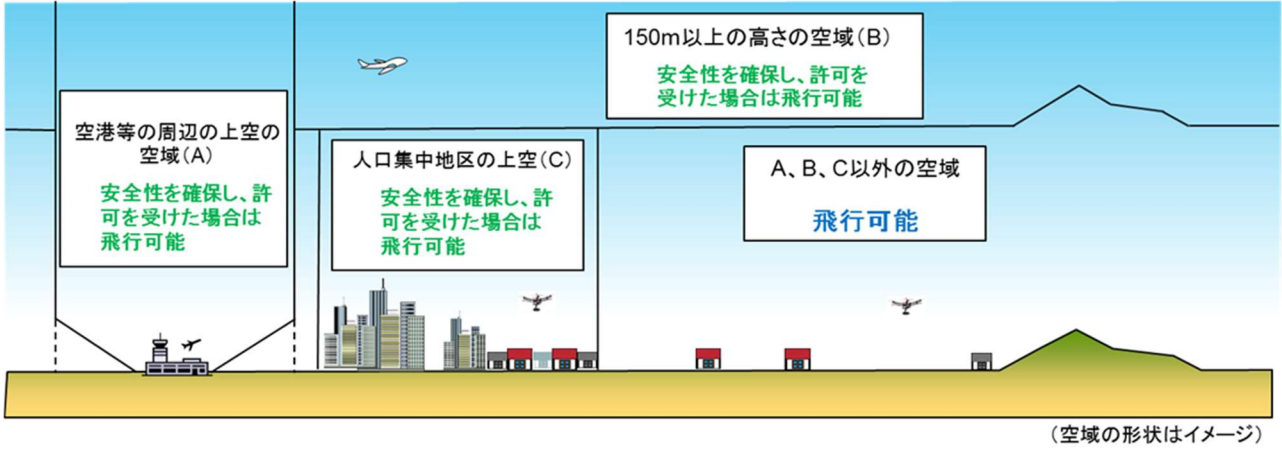 150m以上の高さの空域(B)
安全性を確保し、許可を
受けた場合は飛行可能
空港等の周辺の上空の
空域(A)
安全性を確保し、許
可を受けた場合は
飛行可能
人口集中地区の上空(C)
安全性を確保し、許
可を受けた場合は
飛行可能
A、B、C以外の空域
飛行可能
(空域の形状はイメージ)